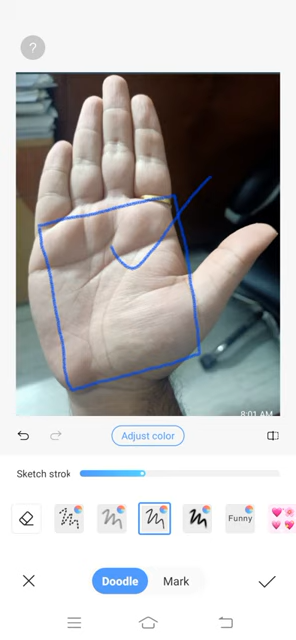 ?
8:01 AM
Adjust color
Sketch strok
Funny
Doodle Mark